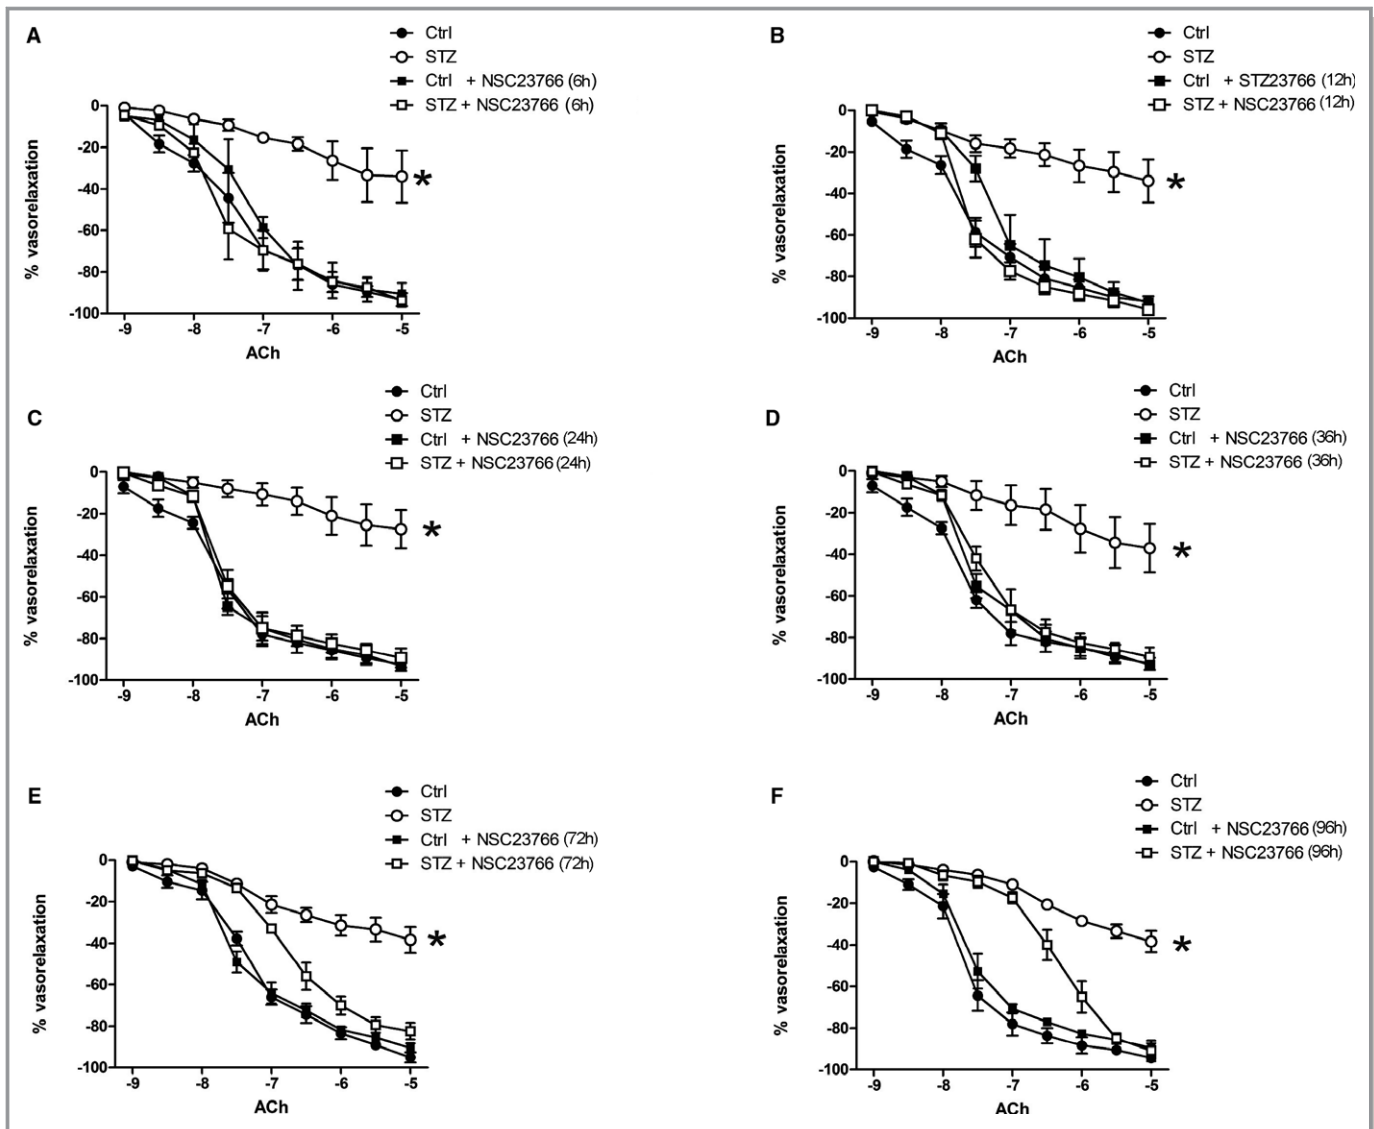 A
Ctrl
STZ
Ctrl + NSC23766 (6h)
STZ + NSC23766 (6h)
% vasorelaxation
0
-20
-40
-60
-80
-100
*
-9 -8 -7 -6 -5
ACh
B
Ctrl
STZ
Ctrl + STZ23766 (12h)
STZ + NSC23766 (12h)
% vasorelaxation
0
-20
-40
-60
-80
-100
*
-9 -8 -7 -6 -5
ACh
C
Ctrl
STZ
Ctrl + NSC23766 (24h)
STZ + NSC23766 (24h)
% vasorelaxation
0
-20
-40
-60
-80
-100
*
-9 -8 -7 -6 -5
ACh
D
Ctrl
STZ
Ctrl + NSC23766 (36h)
STZ + NSC23766 (36h)
% vasorelaxation
0
-20
-40
-60
-80
-100
*
-9 -8 -7 -6 -5
ACh
E
Ctrl
STZ
Ctrl + NSC23766 (72h)
STZ + NSC23766 (72h)
% vasorelaxation
0
-20
-40
-60
-80
-100
*
-9 -8 -7 -6 -5
ACh
F
Ctrl
STZ
Ctrl + NSC23766 (96h)
STZ + NSC23766 (96h)
% vasorelaxation
0
-20
-40
-60
-80
-100
*
-9 -8 -7 -6 -5
ACh